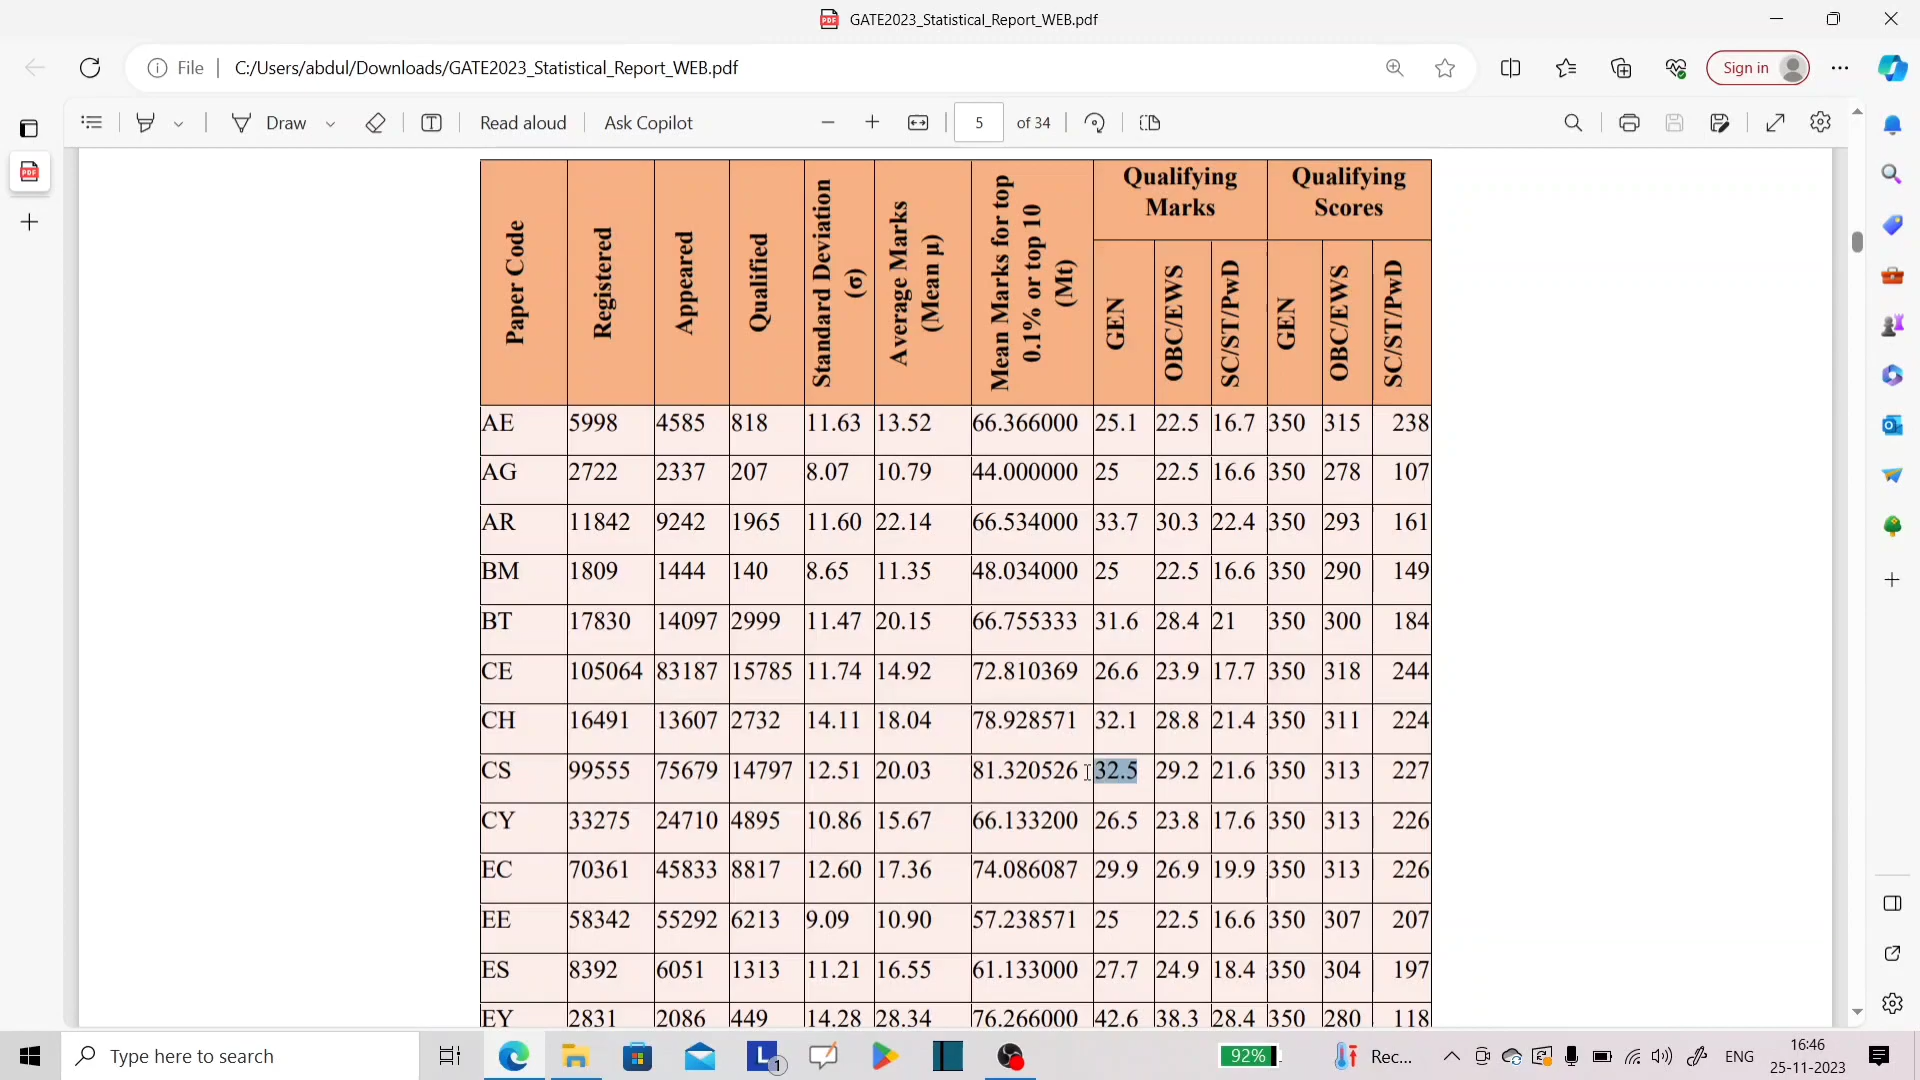 GATE2023_Statistical_Report_WEB.pdf
File
C:/Users/abdul/Downloads/GATE2023_Statistical_Report_WEB.pdf
Sign in
Draw
Read aloud
Ask Copilot
5
of 34
Paper Code
Registered
Appeared
Qualified
Standard Deviation
(σ)
Average Marks
(Mean μ)
Mean Marks for top
0.1% or top 10
(Mt)
Qualifying
Marks
Qualifying
Scores
GEN
OBC/EWS
SC/ST/PwD
GEN
OBC/EWS
SC/ST/PwD
AE 5998 4585 818 11.63 13.52 66.366000 25.1 22.5 16.7 350 315 238
AG 2722 2337 207 8.07 10.79 44.000000 25 22.5 16.6 350 278 107
AR 11842 9242 1965 11.60 22.14 66.534000 33.7 30.3 22.4 350 293 161
BM 1809 1444 140 8.65 11.35 48.034000 25 22.5 16.6 350 290 149
BT 17830 14097 2999 11.47 20.15 66.755333 31.6 28.4 21 350 300 184
CE 105064 83187 15785 11.74 14.92 72.810369 26.6 23.9 17.7 350 318 244
CH 16491 13607 2732 14.11 18.04 78.928571 32.1 28.8 21.4 350 311 224
CS 99555 75679 14797 12.51 20.03 81.320526 32.5 29.2 21.6 350 313 227
CY 33275 24710 4895 10.86 15.67 66.133200 26.5 23.8 17.6 350 313 226
EC 70361 45833 8817 12.60 17.36 74.086087 29.9 26.9 19.9 350 313 226
EE 58342 55292 6213 9.09 10.90 57.238571 25 22.5 16.6 350 307 207
ES 8392 6051 1313 11.21 16.55 61.133000 27.7 24.9 18.4 350 304 197
EY 2831 2086 449 14.28 28.34 76.266000 42.6 38.3 28.4 350 280 118
Type here to search
L
1
92%
Rec...
ENG
16:46
25-11-2023